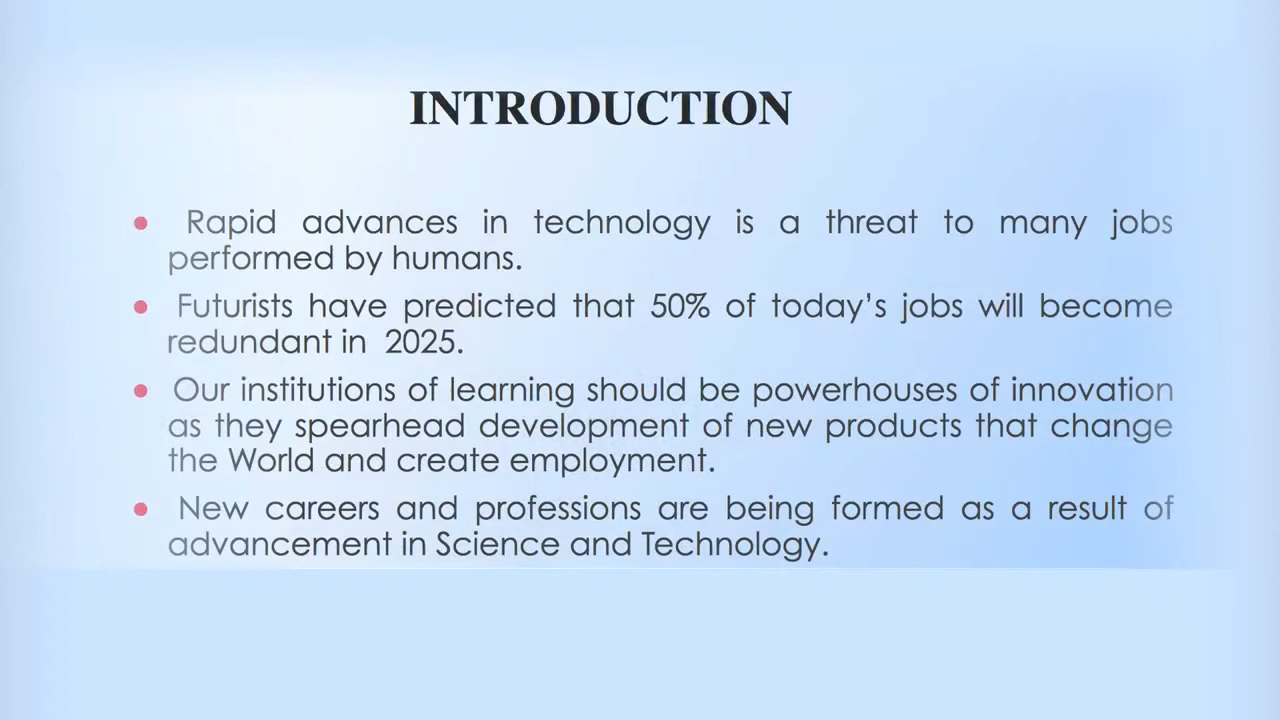 INTRODUCTION
• Rapid advances in technology is a threat to many jobs
performed by humans.
• Futurists have predicted that 50% of today’s jobs will become
redundant in 2025.
• Our institutions of learning should be powerhouses of innovation
as they spearhead development of new products that change
the World and create employment.
• New careers and professions are being formed as a result of
advancement in Science and Technology.